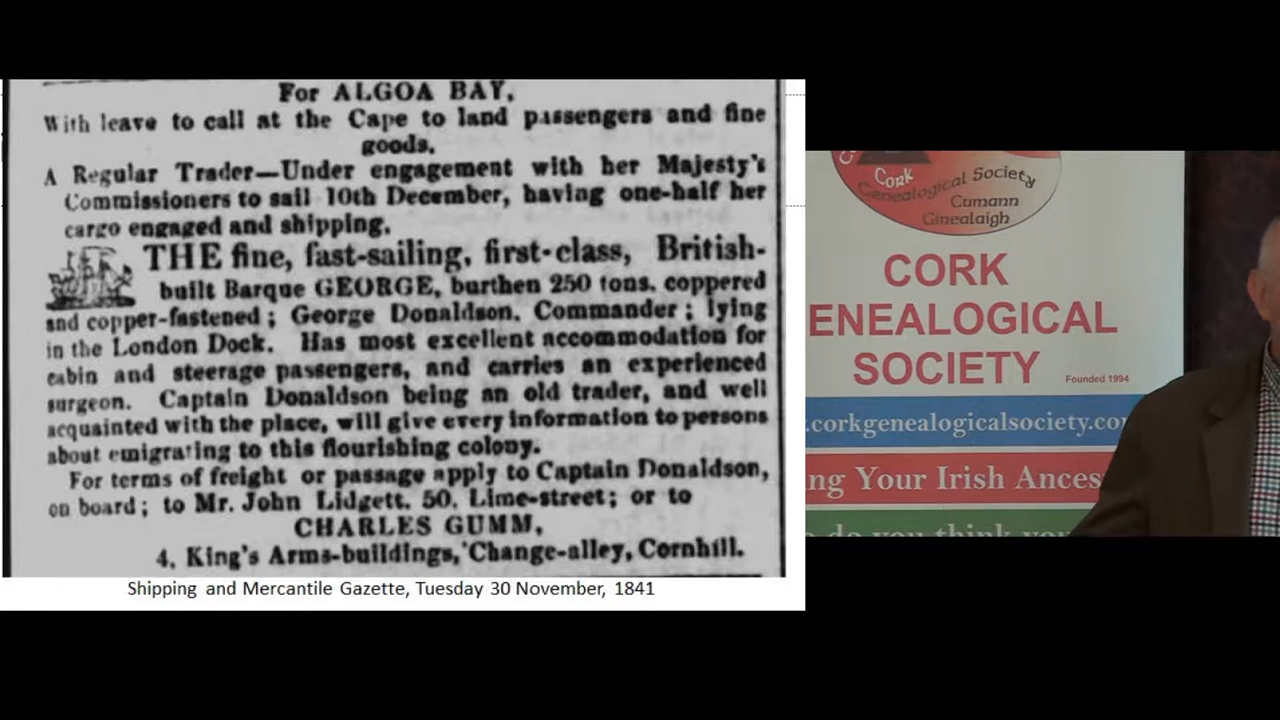 For ALGOA BAY,
With leave to call at the Cape to land passengers and fine
goods.
A Regular Trader—Under engagement with her Majesty's
Commissioners to sail 10th December, having one-half her
cargo engaged and shipping.
THE fine, fast-sailing, first-class, British-
built Barque GEORGE, burthen 250 tons, coppered
and copper-fastened; George Donaldson, Commander; lying
in the London Dock. Has most excellent accommodation for
cabin and steerage passengers, and carries an experienced
surgeon. Captain Donaldson being an old trader, and well
acquainted with the place, will give every information to persons
about emigrating to this flourishing colony.
For terms of freight or passage apply to Captain Donaldson,
on board; to Mr. John Lidgett, 50, Lime-street; or to
CHARLES GUMM,
4, King's Arms-buildings, 'Change-alley, Cornhill.
Shipping and Mercantile Gazette, Tuesday 30 November, 1841
Cork
Genealogical Society
Cumann
Ginealaigh
CORK
ENEALOGICAL
SOCIETY
Founded 1994
.corkgenealogicalsociety.co
ng Your Irish Ances
do you think you